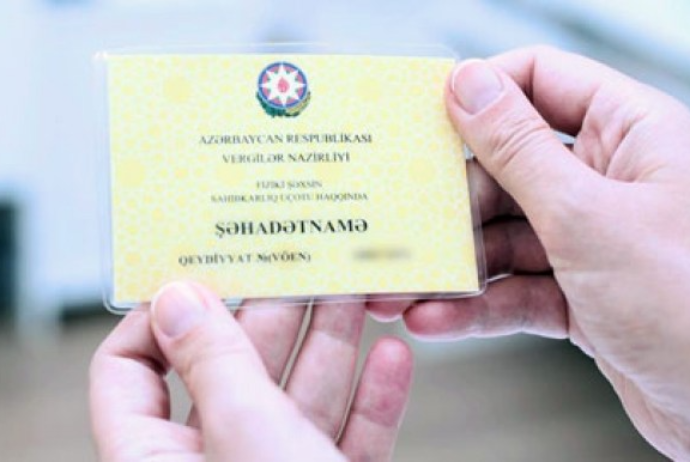 AZƏRBAYCAN RESPUBLİKASI
VERGİLƏR NAZİRLİYİ
FİZİKİ ŞƏXSİN
SAHİBKARLIQ UÇOTU HAQQINDA
ŞƏHADƏTNAMƏ
QEYDİYYAT №(VÖEN)